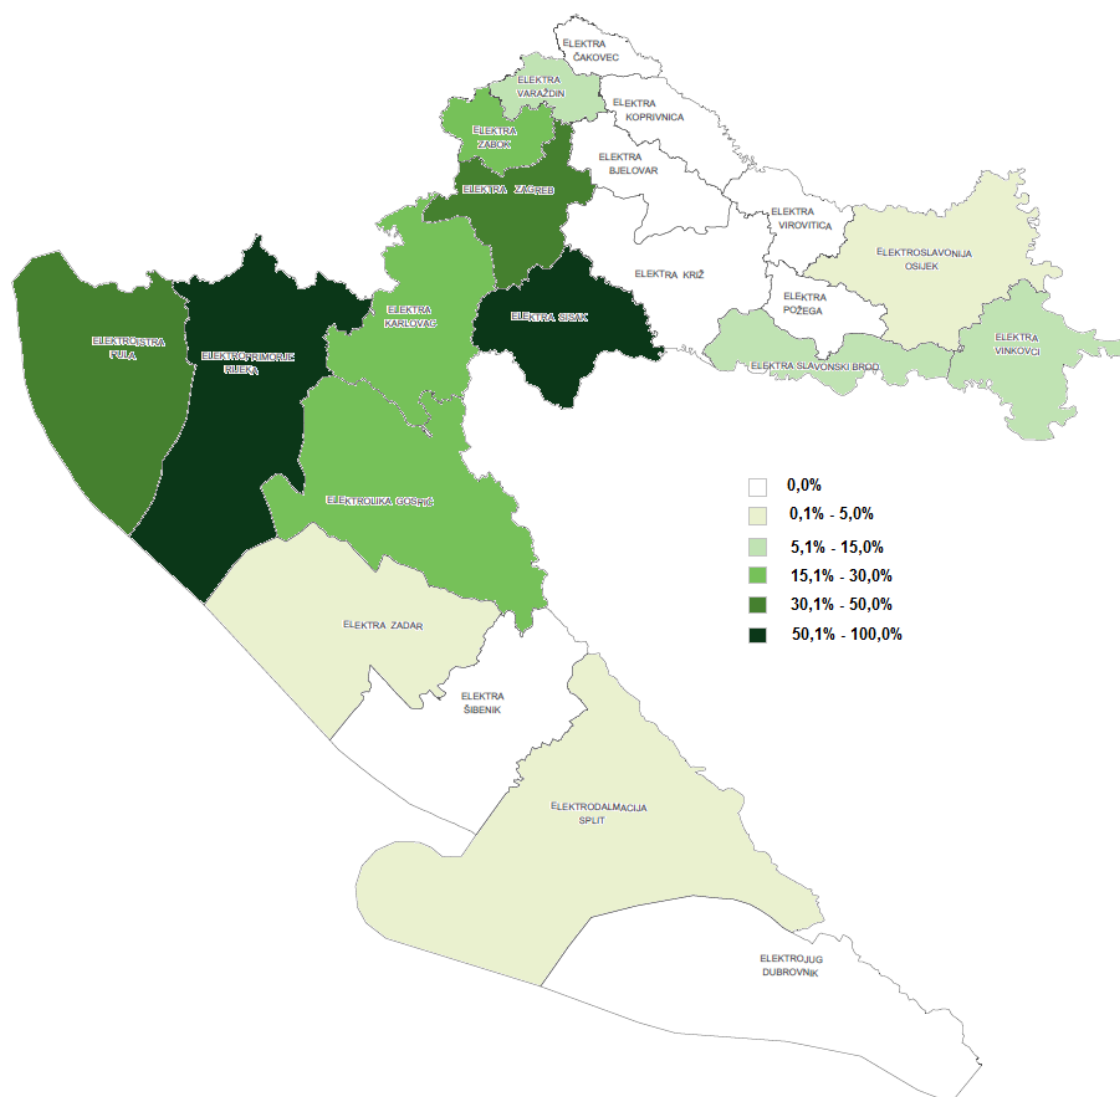 ELEKTRA
ČAKOVEC
ELEKTRA
VARAŽDIN
ELEKTRA
KOPRIVNICA
ELEKTRA
ZABOK
ELEKTRA
BJELOVAR
ELEKTRA ZAGREB
ELEKTRA
VIROVITICA
ELEKTROSLAVONIJA
OSIJEK
ELEKTRA KRIŽ
ELEKTRA
POŽEGA
ELEKTRA
KARLOVAC
ELEKTRA SISAK
ELEKTROISTRA
PULA
ELEKTROPRIMORJE
RIJEKA
ELEKTRA
VINKOVCI
ELEKTRA SLAVONSKI BROD
ELEKTROLIKA GOSPIĆ
0,0%
0,1% - 5,0%
5,1% - 15,0%
15,1% - 30,0%
30,1% - 50,0%
50,1% - 100,0%
ELEKTRA ZADAR
ELEKTRA
ŠIBENIK
ELEKTRODALMACIJA
SPLIT
ELEKTROJUG
DUBROVNIK